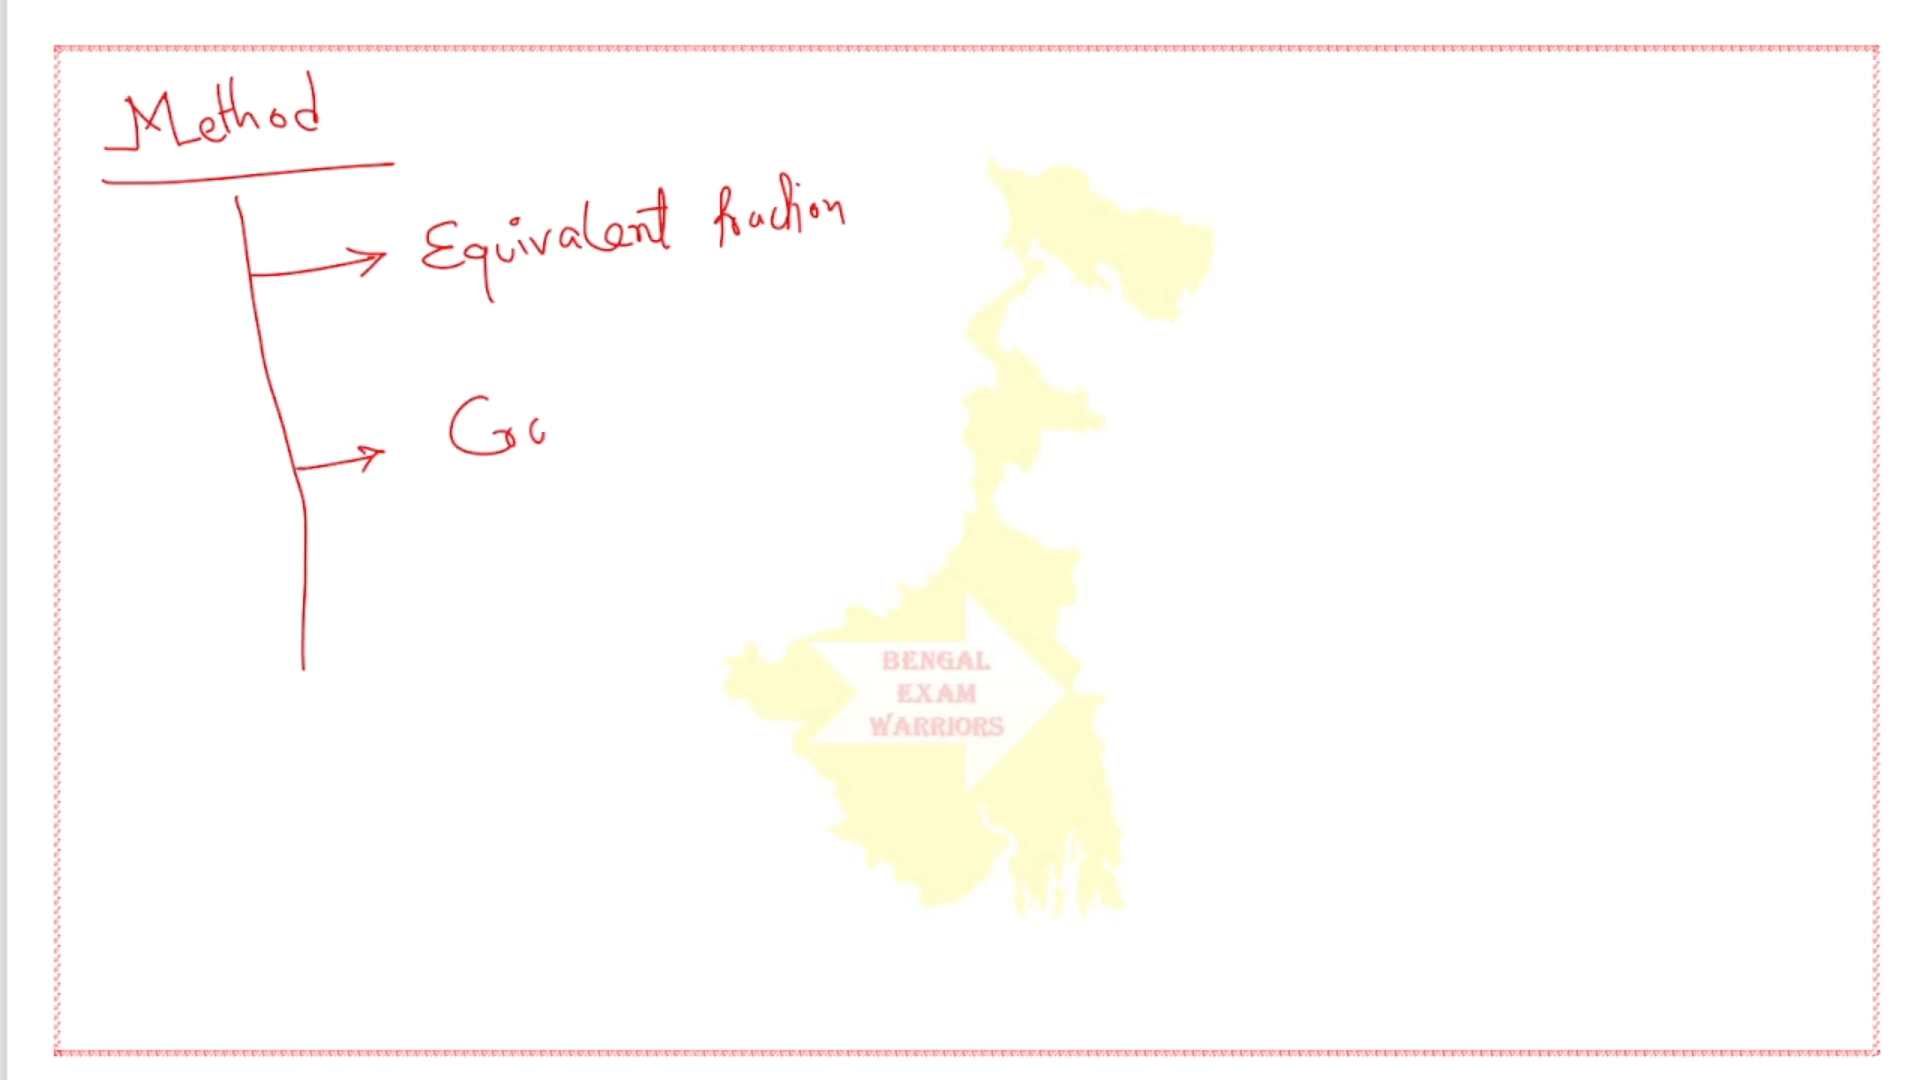 Method
Equivalent fraction
BENGAL
EXAM
WARRIORS